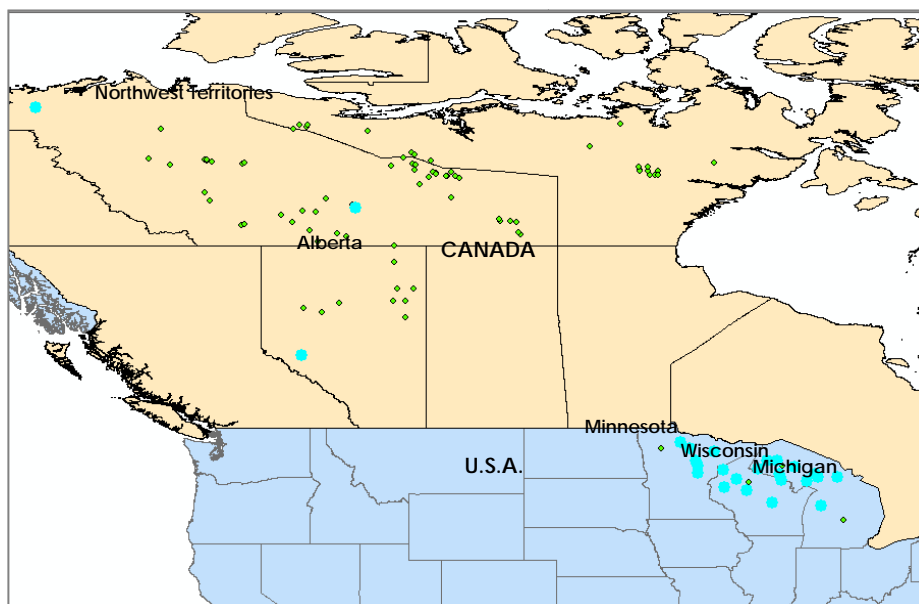 Northwest Territories
Alberta
CANADA
Minnesota
Wisconsin
U.S.A.
Michigan